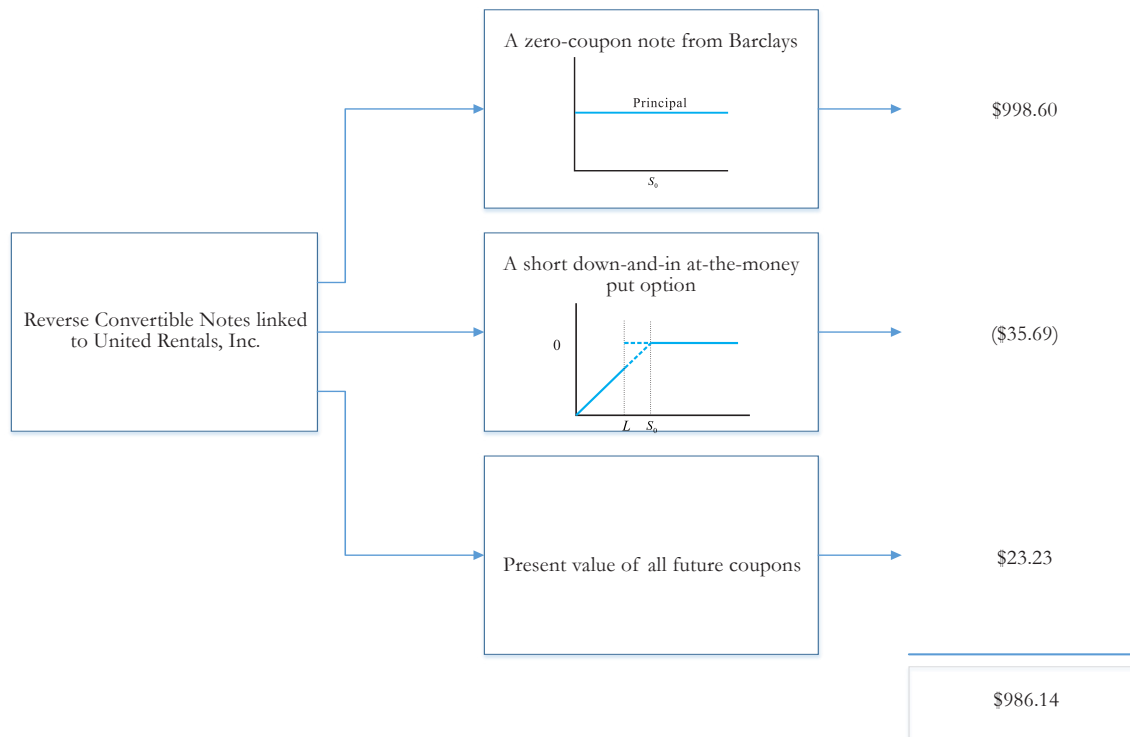 A zero-coupon note from Barclays
Principal
S₀
$998.60
Reverse Convertible Notes linked
to United Rentals, Inc.
A short down-and-in at-the-money
put option
0
L S₀
($35.69)
Present value of all future coupons
$23.23
$986.14